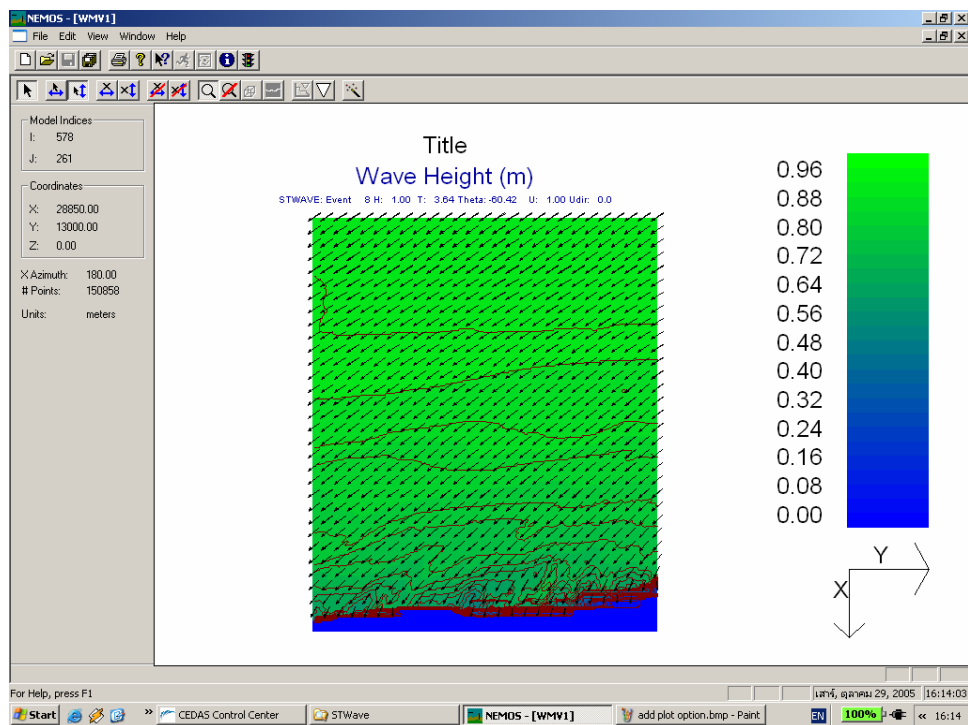 NEMOS - [WMV1]
File Edit View Window Help
Model Indices
I: 578
J: 261
Coordinates
X: 28850.00
Y: 13000.00
Z: 0.00
X Azimuth: 180.00
# Points: 150858
Units: meters
Title
Wave Height (m)
STWAVE: Event 8 H: 1.00 T: 3.64 Theta: -60.42 U: 1.00 Udir: 0.0
0.96
0.88
0.80
0.72
0.64
0.56
0.48
0.40
0.32
0.24
0.16
0.08
0.00
Y
X
For Help, press F1
เสาร์, ตุลาคม 29, 2005 16:14:03
Start
CEDAS Control Center
STWave
NEMOS - [WMV1]
add plot option.bmp - Paint
EN
100%
16:14